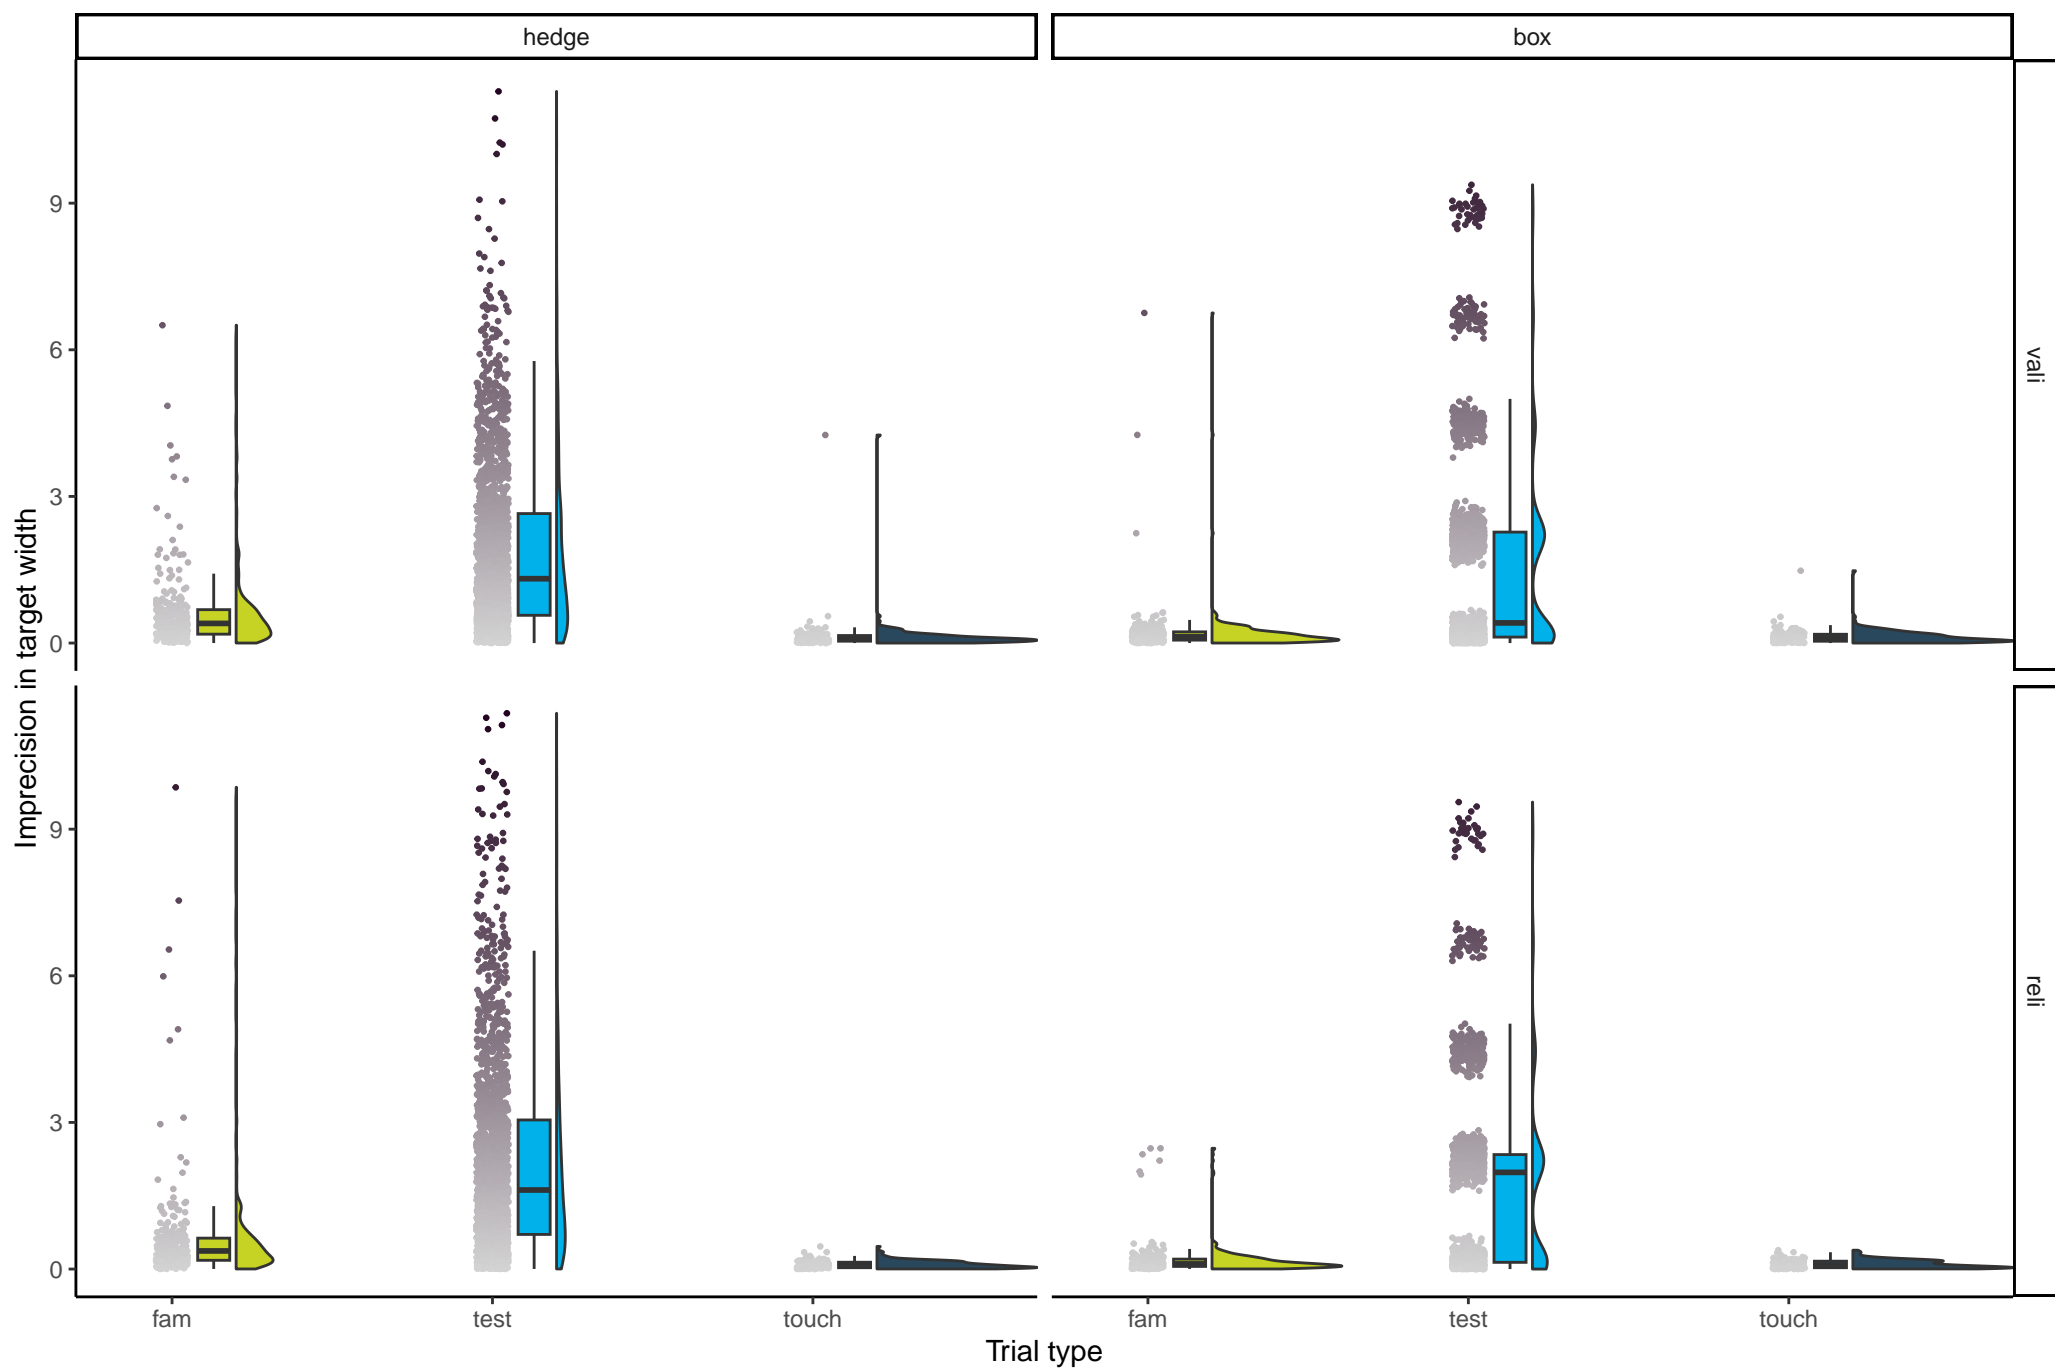 hedge
box
Imprecision in target width
9
6
3
0
vali
9
6
3
0
reli
fam
test
touch
fam
test
touch
Trial type